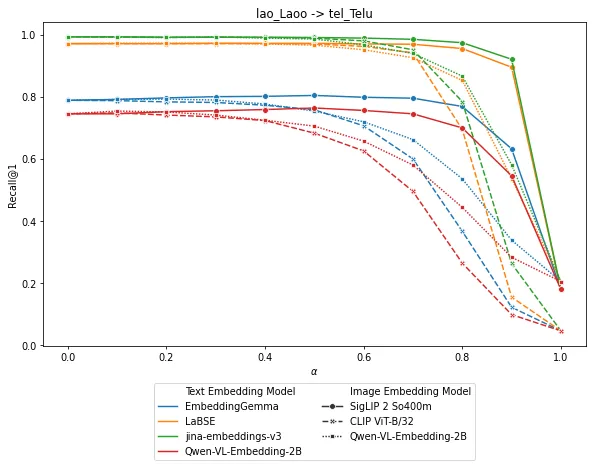 lao_Laoo -> tel_Telu
1.0
0.8
0.6
0.4
0.2
0.0
Recall@1
0.0 0.2 0.4 0.6 0.8 1.0
α
Text Embedding Model
EmbeddingGemma
LaBSE
jina-embeddings-v3
Qwen-VL-Embedding-2B
Image Embedding Model
SigLIP 2 So400m
CLIP ViT-B/32
Qwen-VL-Embedding-2B